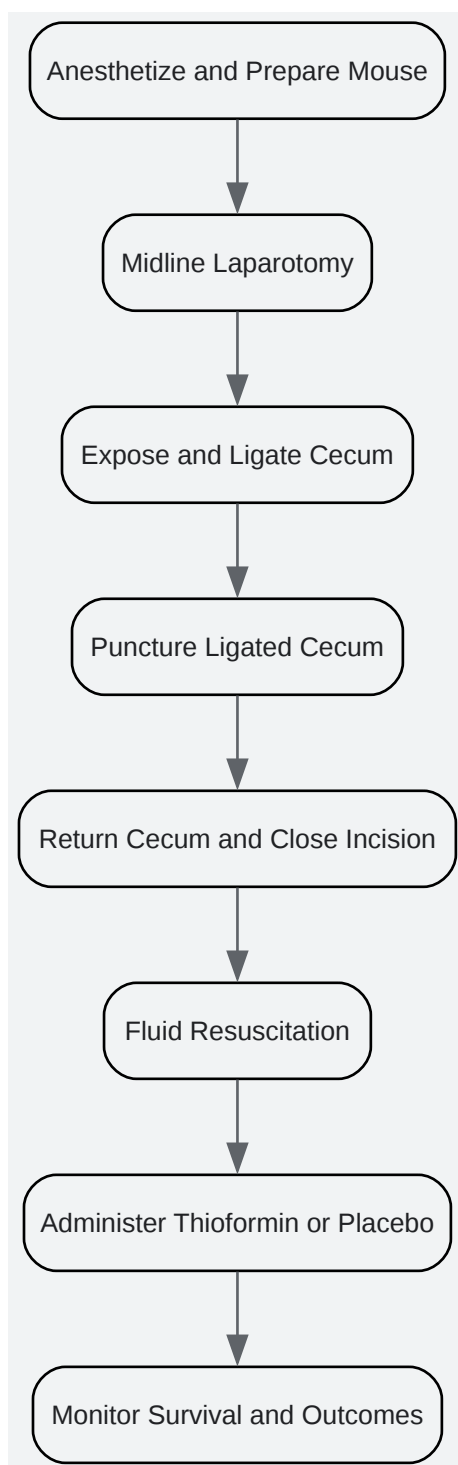 Anesthetize and Prepare Mouse
Midline Laparotomy
Expose and Ligate Cecum
Puncture Ligated Cecum
Return Cecum and Close Incision
Fluid Resuscitation
Administer Thioformin or Placebo
Monitor Survival and Outcomes